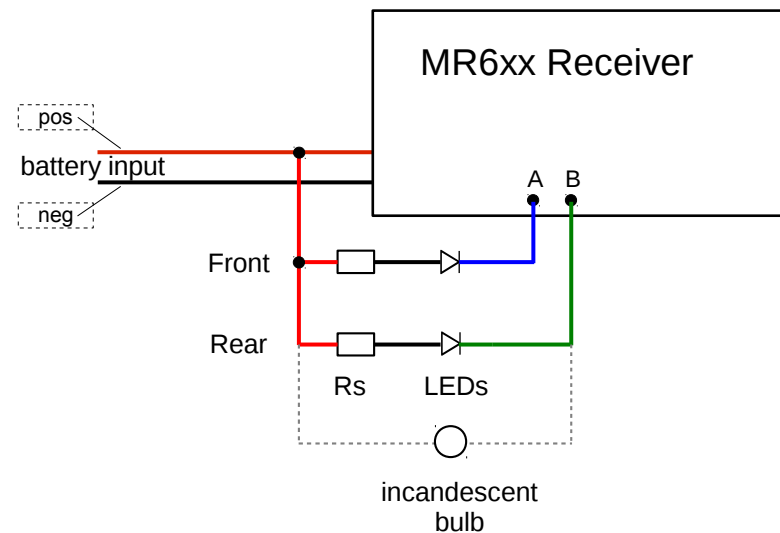 MR6xx Receiver
pos
battery input
neg
A B
Front
Rear
Rs LEDs
incandescent
bulb